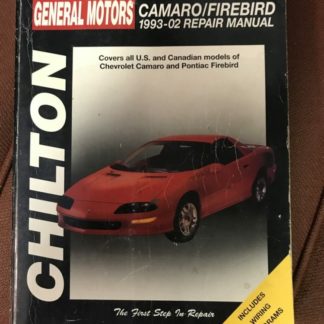 GENERAL MOTORS
CAMARO/FIREBIRD
1993-02 REPAIR MANUAL
Covers all U.S. and Canadian models of
Chevrolet Camaro and Pontiac Firebird
CHILTON
The First Step In Repair
INCLUDES
WIRING